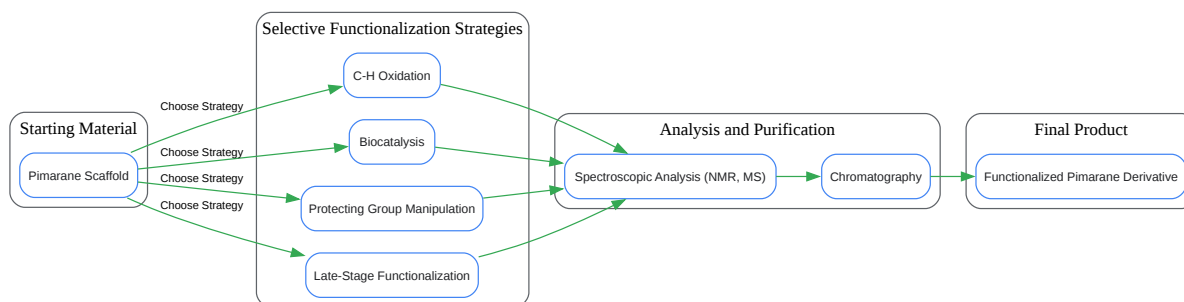 Starting Material
Pimarane Scaffold
Choose Strategy
Choose Strategy
Choose Strategy
Choose Strategy
Selective Functionalization Strategies
C-H Oxidation
Biocatalysis
Protecting Group Manipulation
Late-Stage Functionalization
Analysis and Purification
Spectroscopic Analysis (NMR, MS)
Chromatography
Final Product
Functionalized Pimarane Derivative